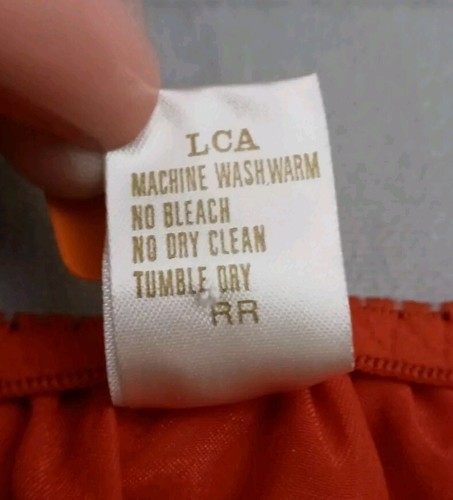 LCA
MACHINE WASH,WARM
NO BLEACH
NO DRY CLEAN
TUMBLE DRY
RR